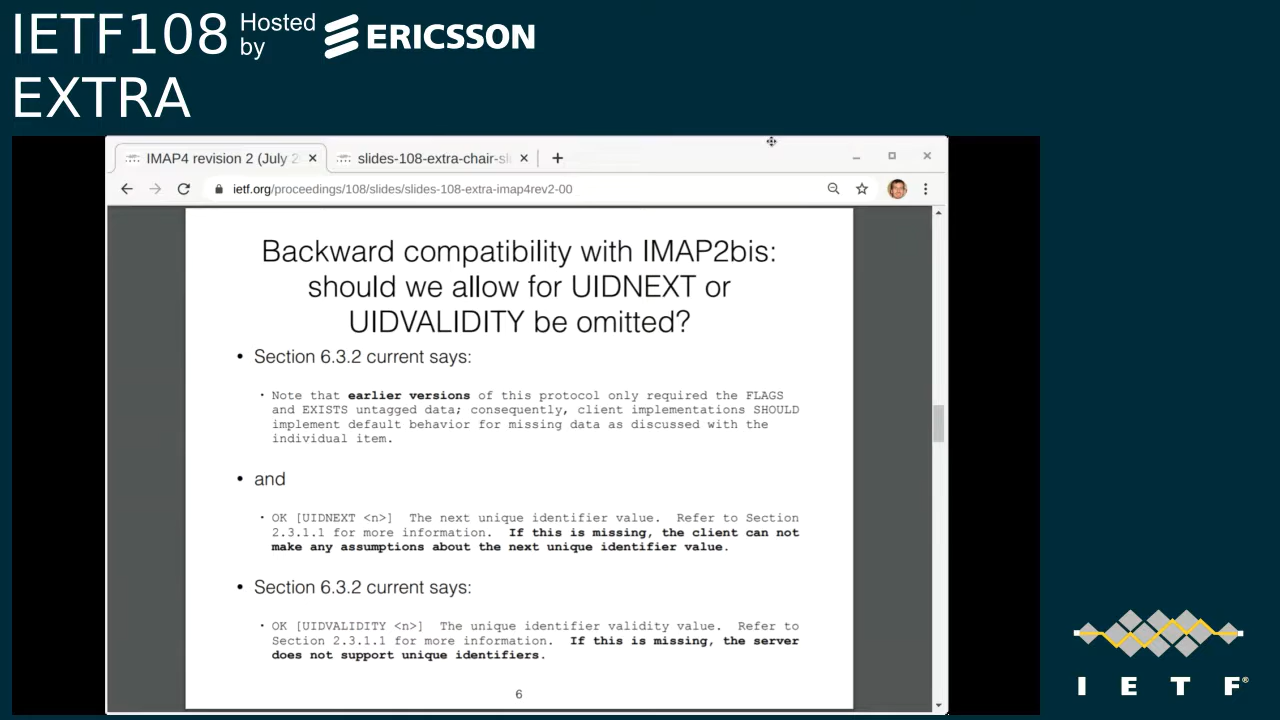 IETF108 Hosted by ERICSSON
EXTRA
IMAP4 revision 2 (July 2
slides-108-extra-chair-sl
ietf.org/proceedings/108/slides/slides-108-extra-imap4rev2-00
Backward compatibility with IMAP2bis:
should we allow for UIDNEXT or
UIDVALIDITY be omitted?
• Section 6.3.2 current says:
• Note that earlier versions of this protocol only required the FLAGS
and EXISTS untagged data; consequently, client implementations SHOULD
implement default behavior for missing data as discussed with the
individual item.
• and
• OK [UIDNEXT <n>] The next unique identifier value. Refer to Section
2.3.1.1 for more information. If this is missing, the client can not
make any assumptions about the next unique identifier value.
• Section 6.3.2 current says:
• OK [UIDVALIDITY <n>] The unique identifier validity value. Refer to
Section 2.3.1.1 for more information. If this is missing, the server
does not support unique identifiers.
6
I E T F®